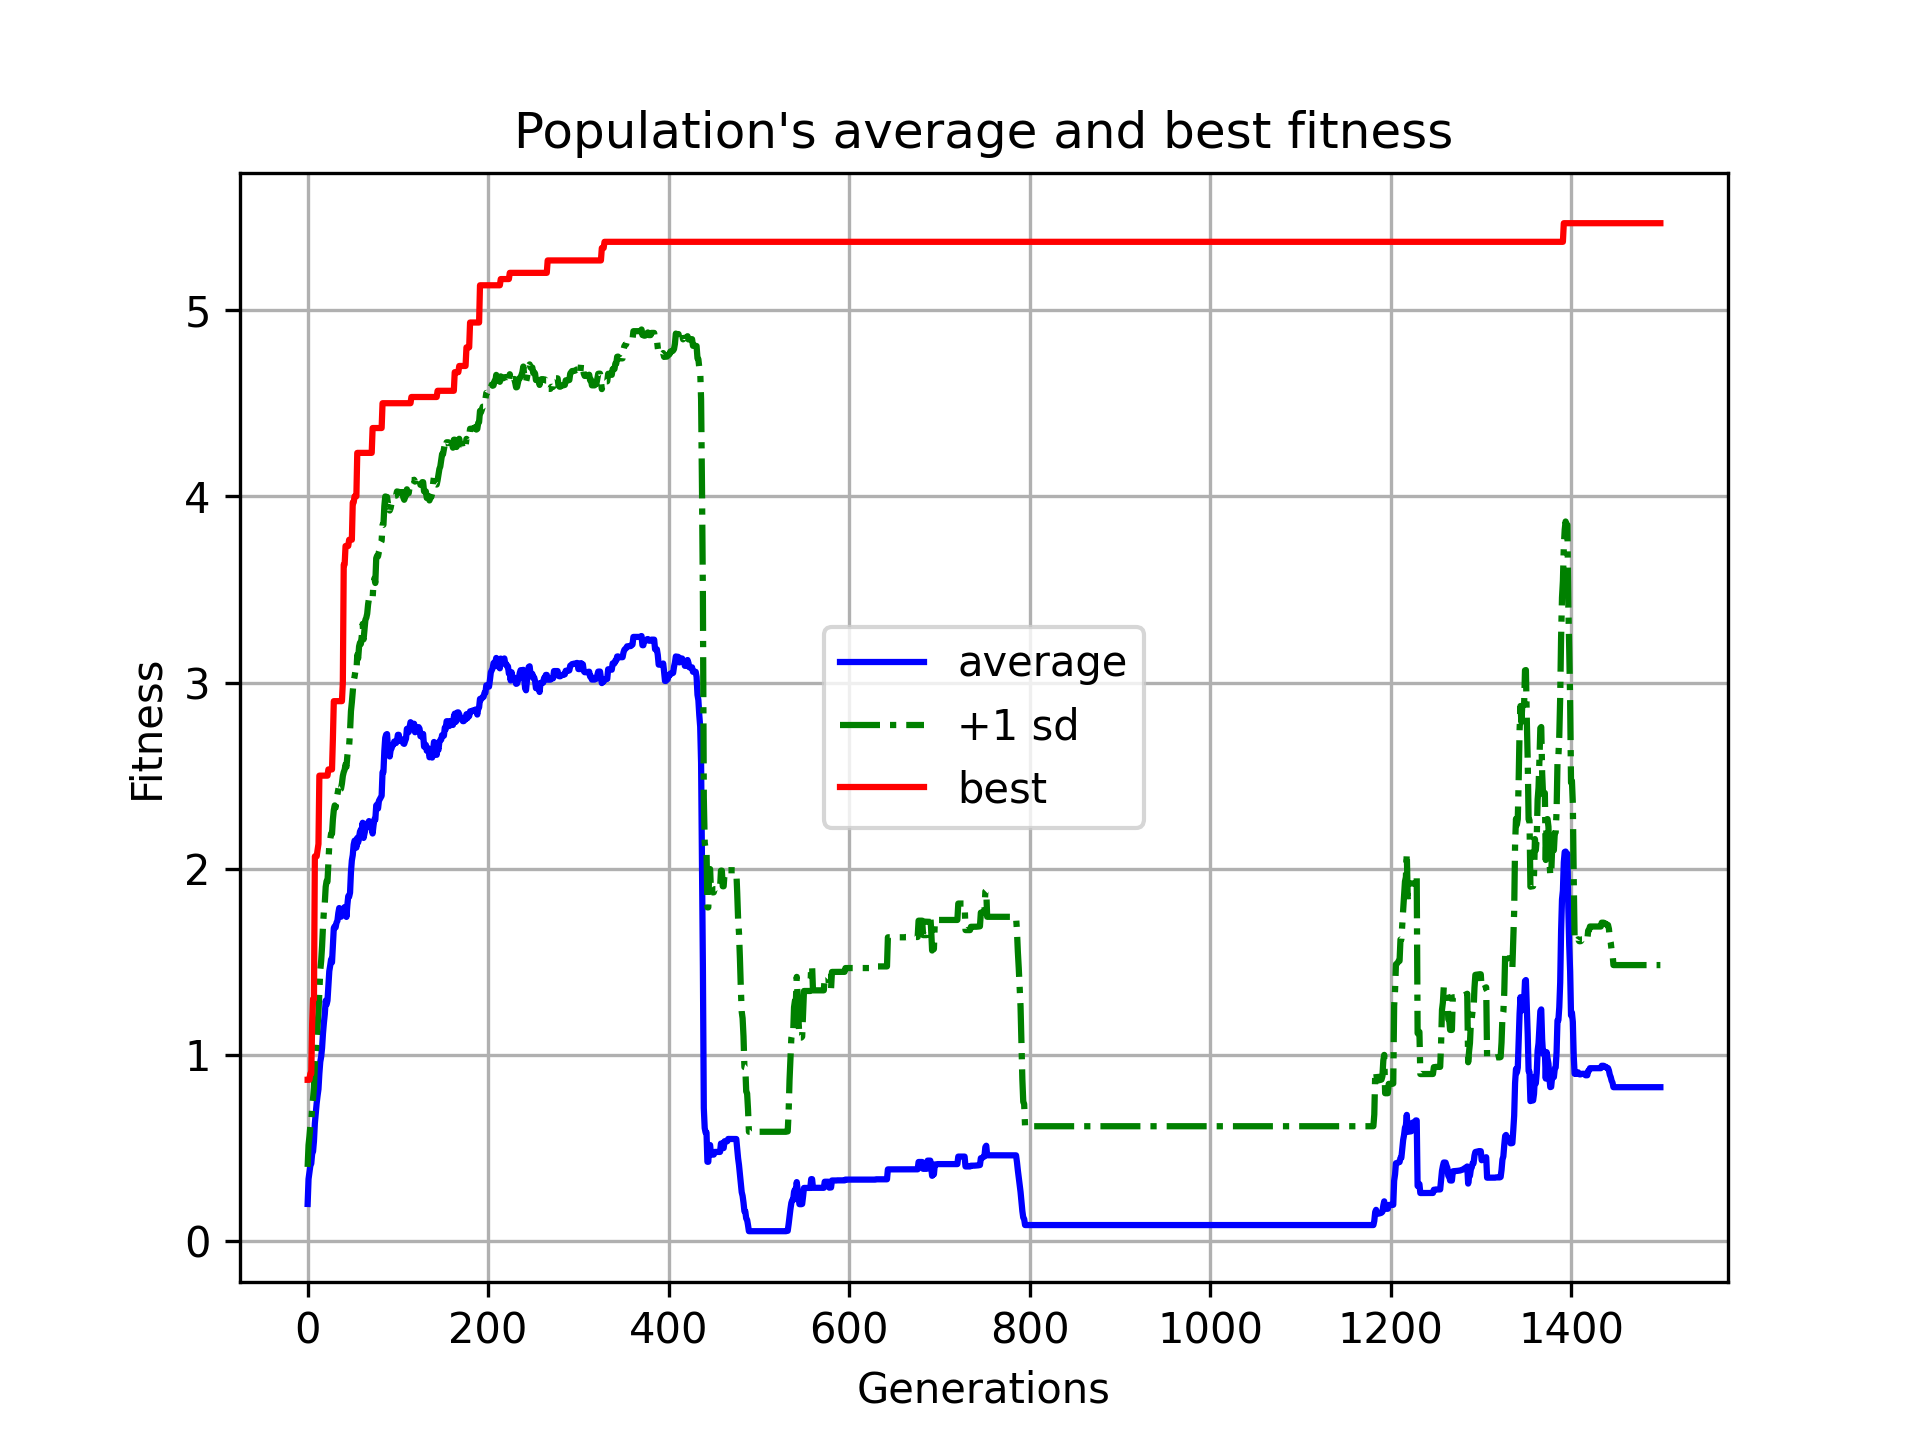 Population's average and best fitness
Fitness
5
4
3
2
1
0
average
+1 sd
best
0 200 400 600 800 1000 1200 1400
Generations